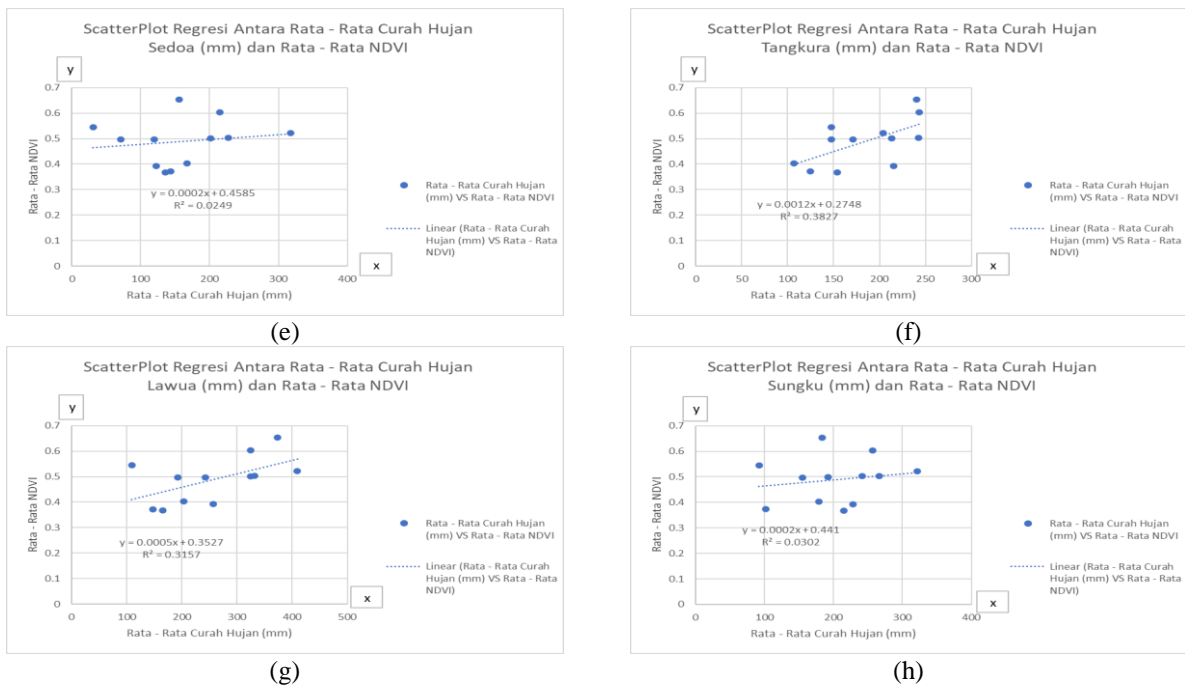 ScatterPlot Regresi Antara Rata - Rata Curah Hujan
Sedoa (mm) dan Rata - Rata NDVI
y
0.7
0.6
0.5
0.4
0.3
0.2
0.1
0
Rata - Rata NDVI
y = 0.0002x + 0.4585
R² = 0.0249
0 100 200 300 400
x
Rata - Rata Curah Hujan (mm)
Rata - Rata Curah Hujan
(mm) VS Rata - Rata NDVI
Linear (Rata - Rata Curah
Hujan (mm) VS Rata - Rata
NDVI)
(e)
ScatterPlot Regresi Antara Rata - Rata Curah Hujan
Tangkura (mm) dan Rata - Rata NDVI
y
0.7
0.6
0.5
0.4
0.3
0.2
0.1
0
Rata - Rata NDVI
y = 0.0012x + 0.2748
R² = 0.3827
0 50 100 150 200 250 300
x
Rata - Rata Curah Hujan (mm)
Rata - Rata Curah Hujan
(mm) VS Rata - Rata NDVI
Linear (Rata - Rata Curah
Hujan (mm) VS Rata - Rata
NDVI)
(f)
ScatterPlot Regresi Antara Rata - Rata Curah Hujan
Lawua (mm) dan Rata - Rata NDVI
y
0.7
0.6
0.5
0.4
0.3
0.2
0.1
0
Rata - Rata NDVI
y = 0.0005x + 0.3527
R² = 0.3157
0 100 200 300 400 500
x
Rata - Rata Curah Hujan (mm)
Rata - Rata Curah Hujan
(mm) VS Rata - Rata NDVI
Linear (Rata - Rata Curah
Hujan (mm) VS Rata - Rata
NDVI)
(g)
ScatterPlot Regresi Antara Rata - Rata Curah Hujan
Sungku (mm) dan Rata - Rata NDVI
y
0.7
0.6
0.5
0.4
0.3
0.2
0.1
0
Rata - Rata NDVI
y = 0.0002x + 0.441
R² = 0.0302
0 100 200 300 400
x
Rata - Rata Curah Hujan (mm)
Rata - Rata Curah Hujan
(mm) VS Rata - Rata NDVI
Linear (Rata - Rata Curah
Hujan (mm) VS Rata - Rata
NDVI)
(h)